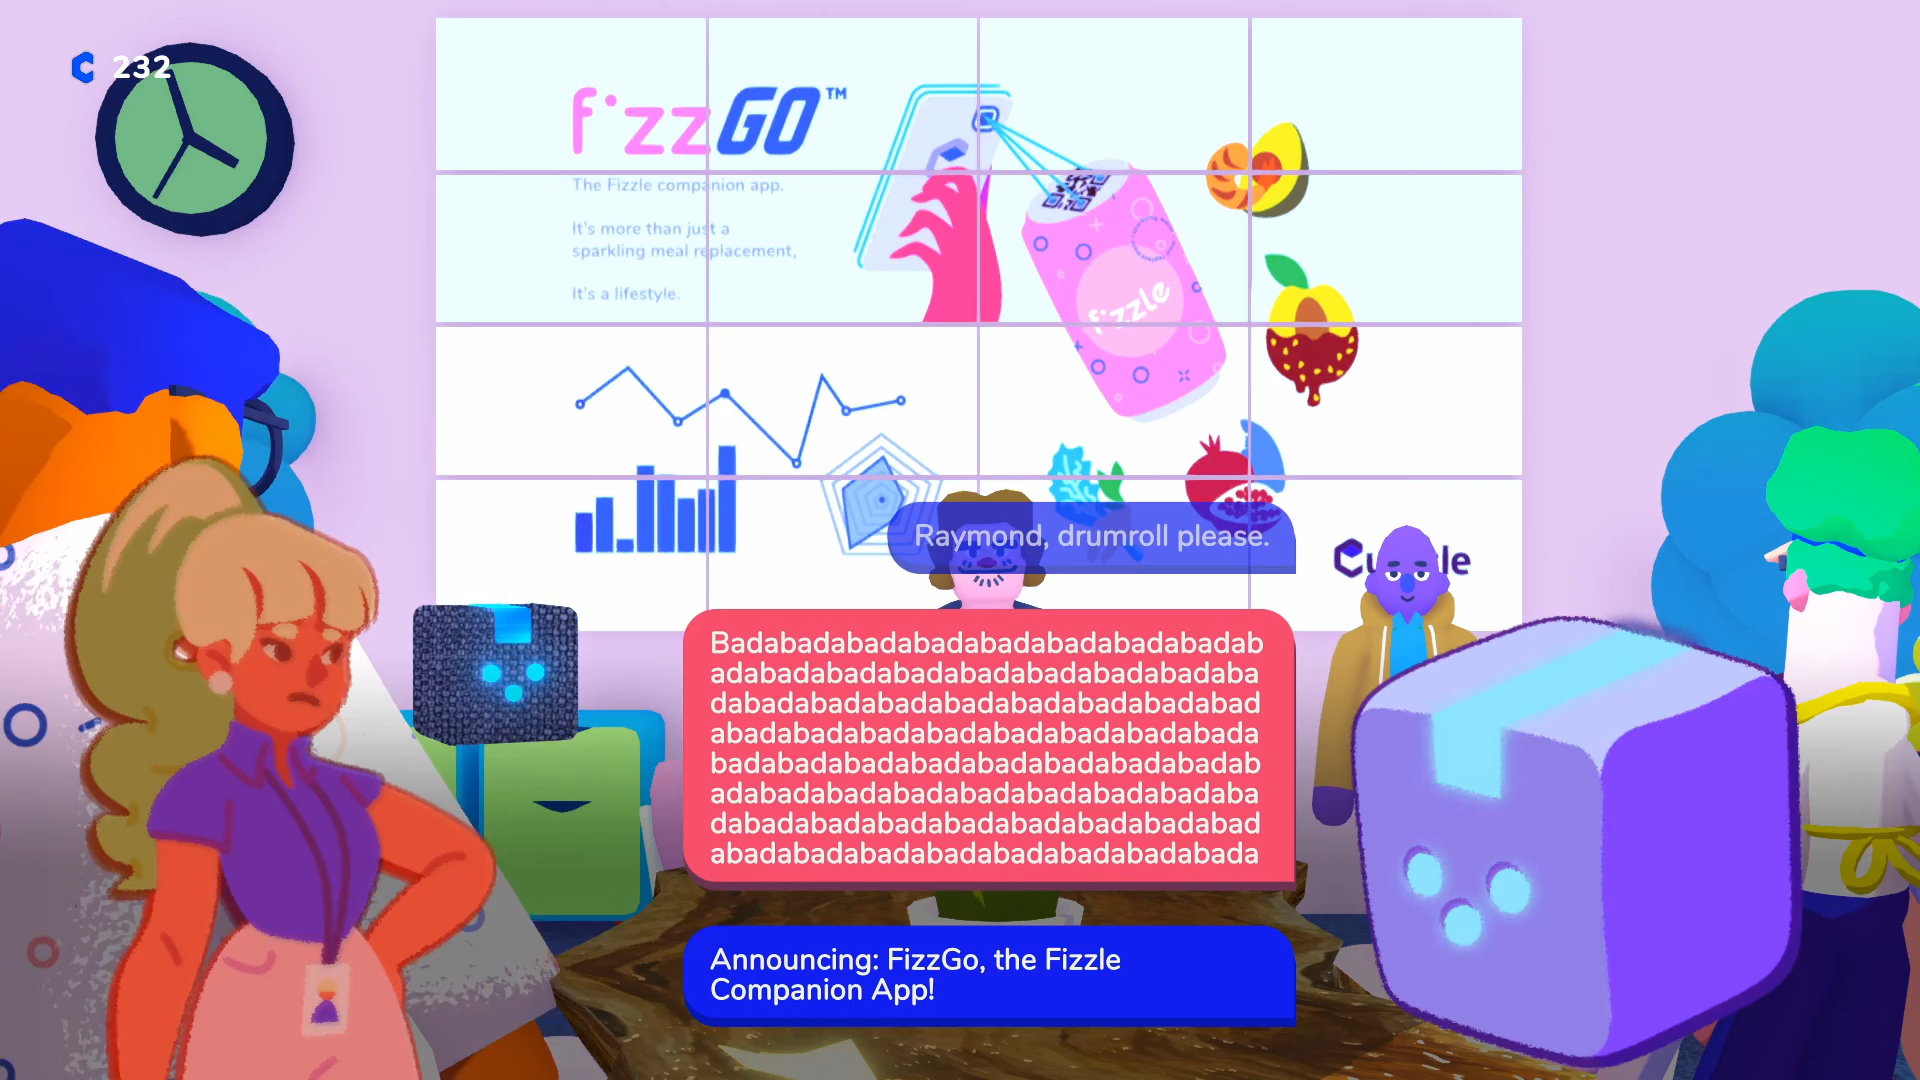 232
fizzGO™
The Fizzle companion app.
It's more than just a
sparkling meal replacement,
It's a lifestyle.
fizzle
Raymond, drumroll please.
Badabadabadabadabadabadabadabadab
adabadabadabadabadabadabadabadaba
dabadabadabadabadabadabadabadabad
abadabadabadabadabadabadabadabada
badabadabadabadabadabadabadabadab
adabadabadabadabadabadabadabadaba
dabadabadabadabadabadabadabadabad
abadabadabadabadabadabadabadabada
Announcing: FizzGo, the Fizzle
Companion App!